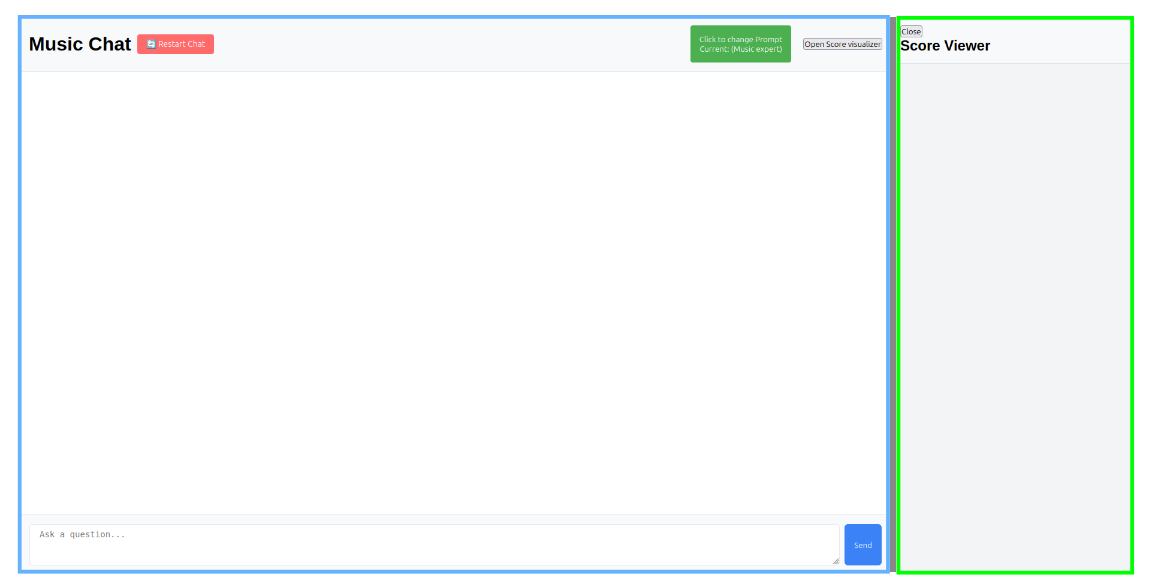 Music Chat
🔄 Restart Chat
Click to change Prompt
Current: (Music expert)
Open Score visualizer
Ask a question...
Send
Close
Score Viewer